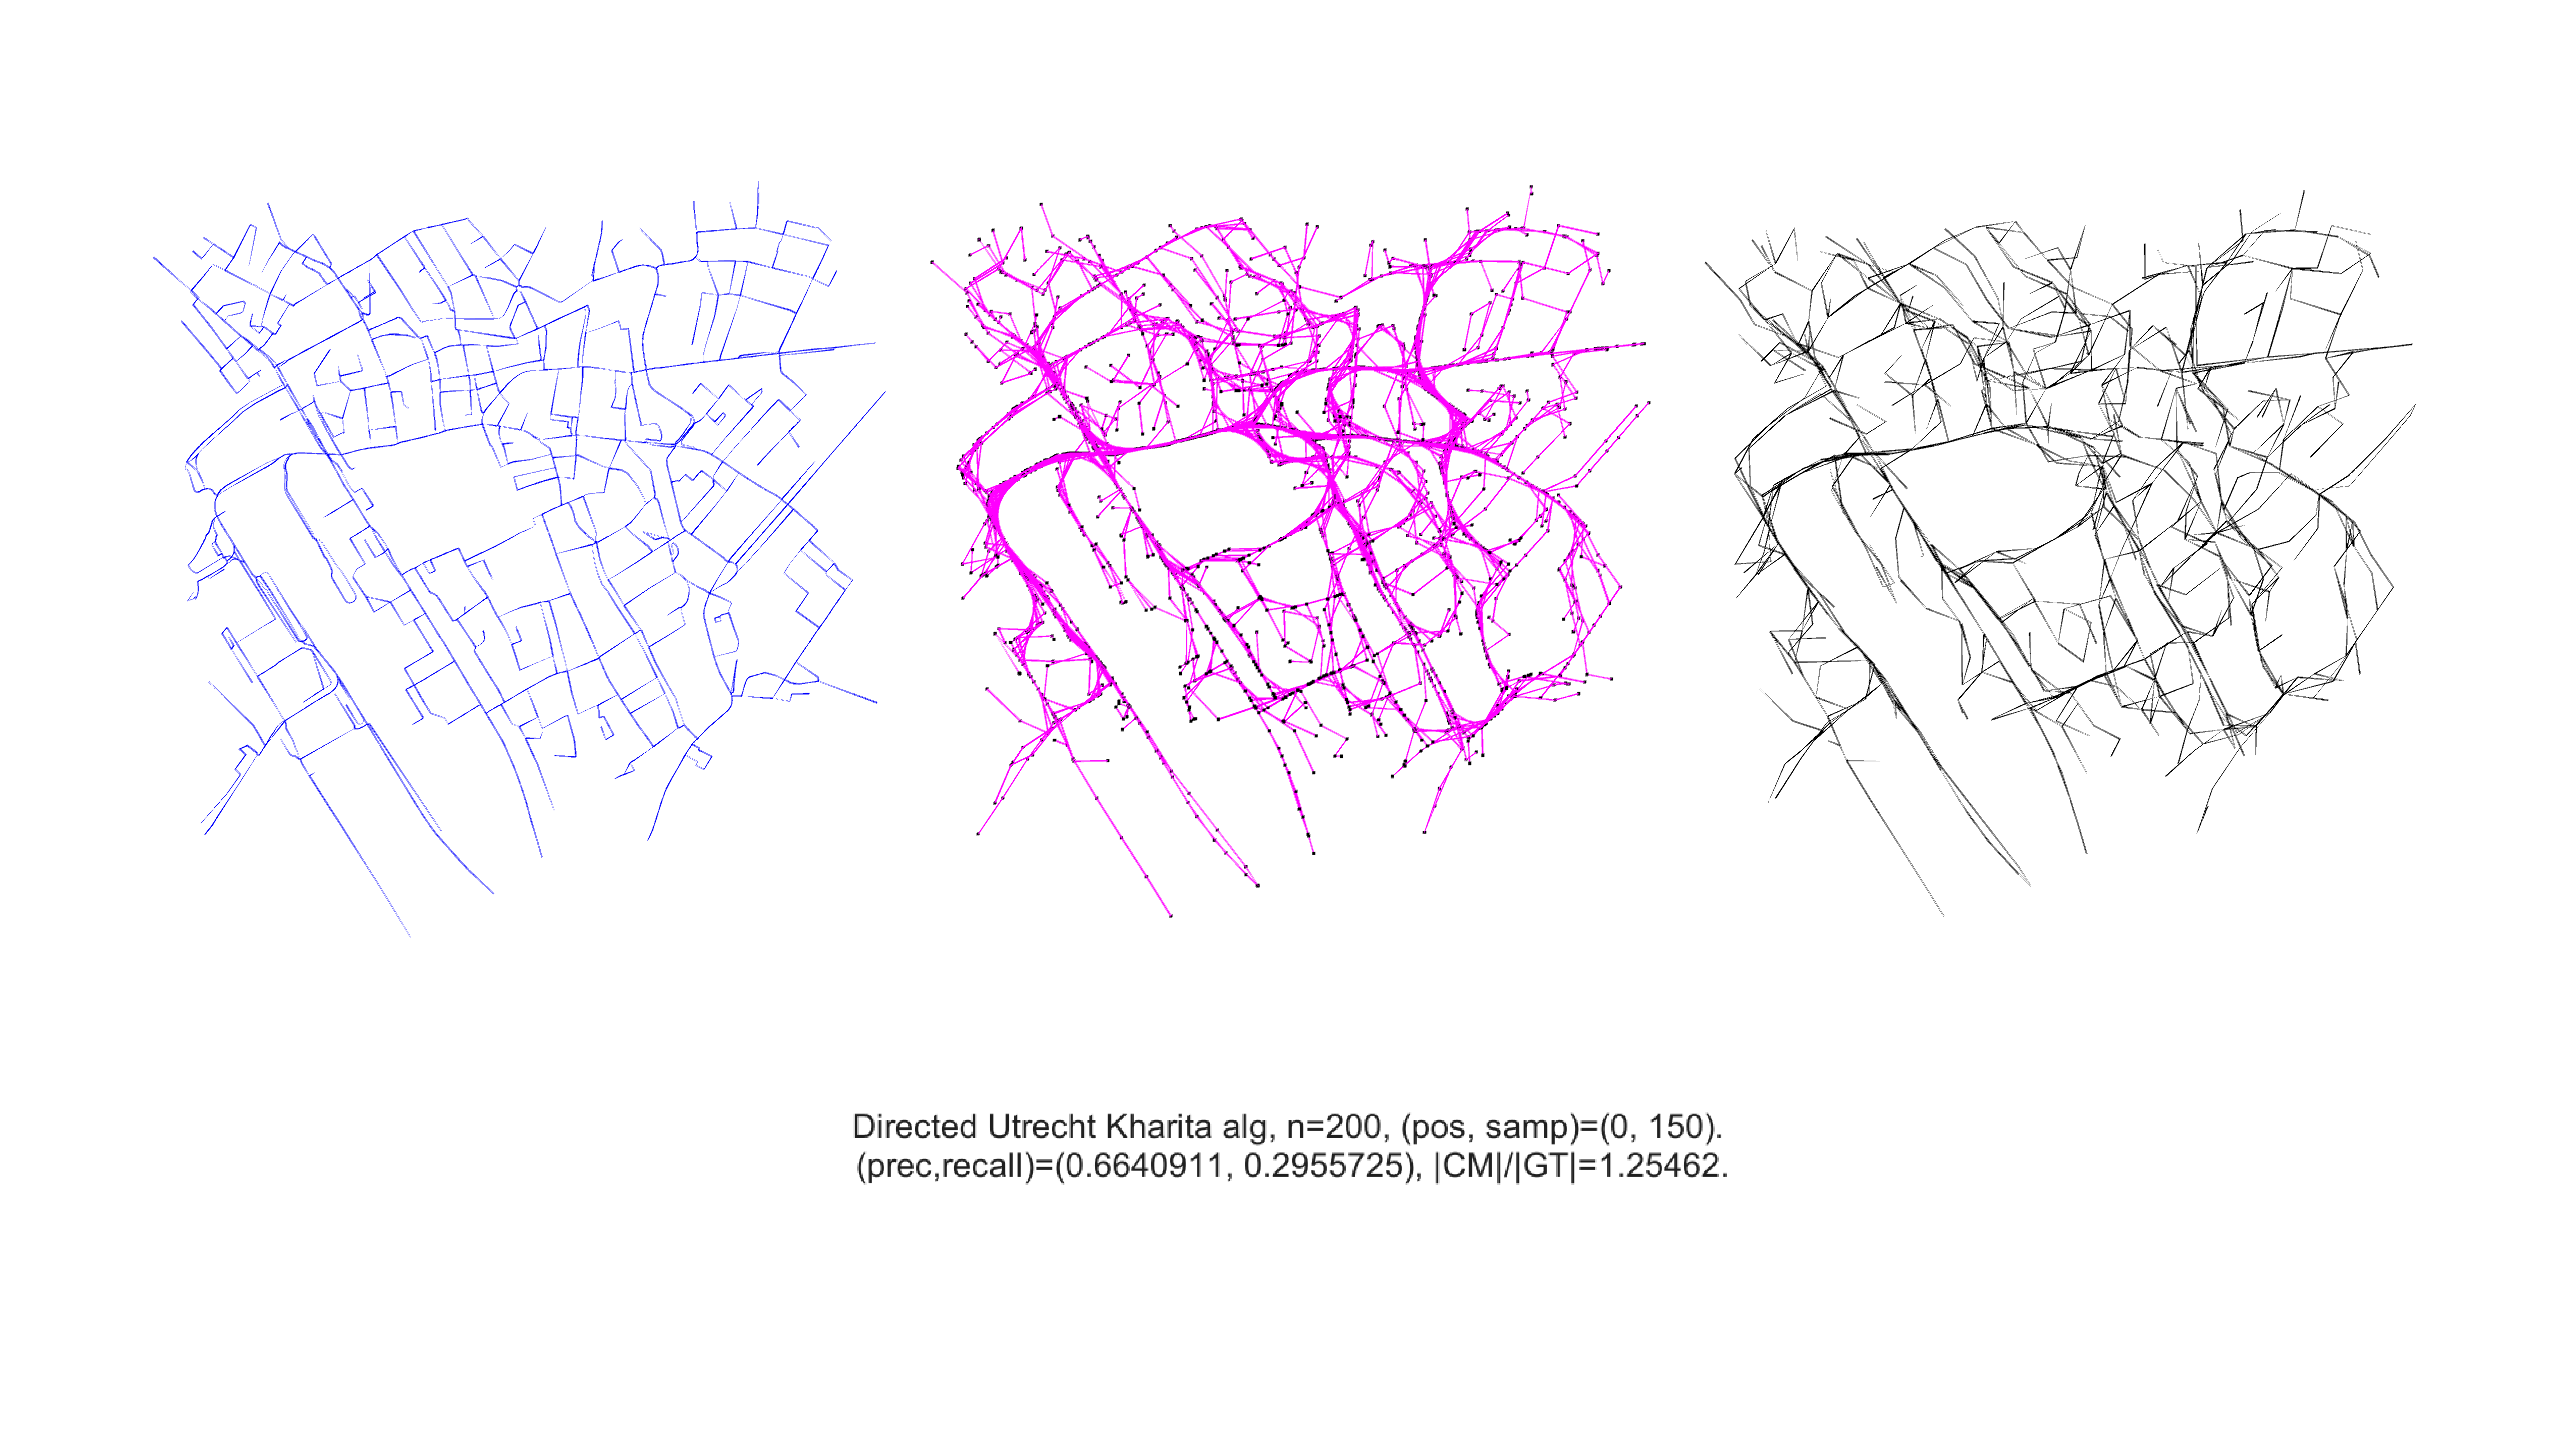 Directed Utrecht Kharita alg, n=200, (pos, samp)=(0, 150).
(prec,recall)=(0.6640911, 0.2955725), |CM|/|GT|=1.25462.